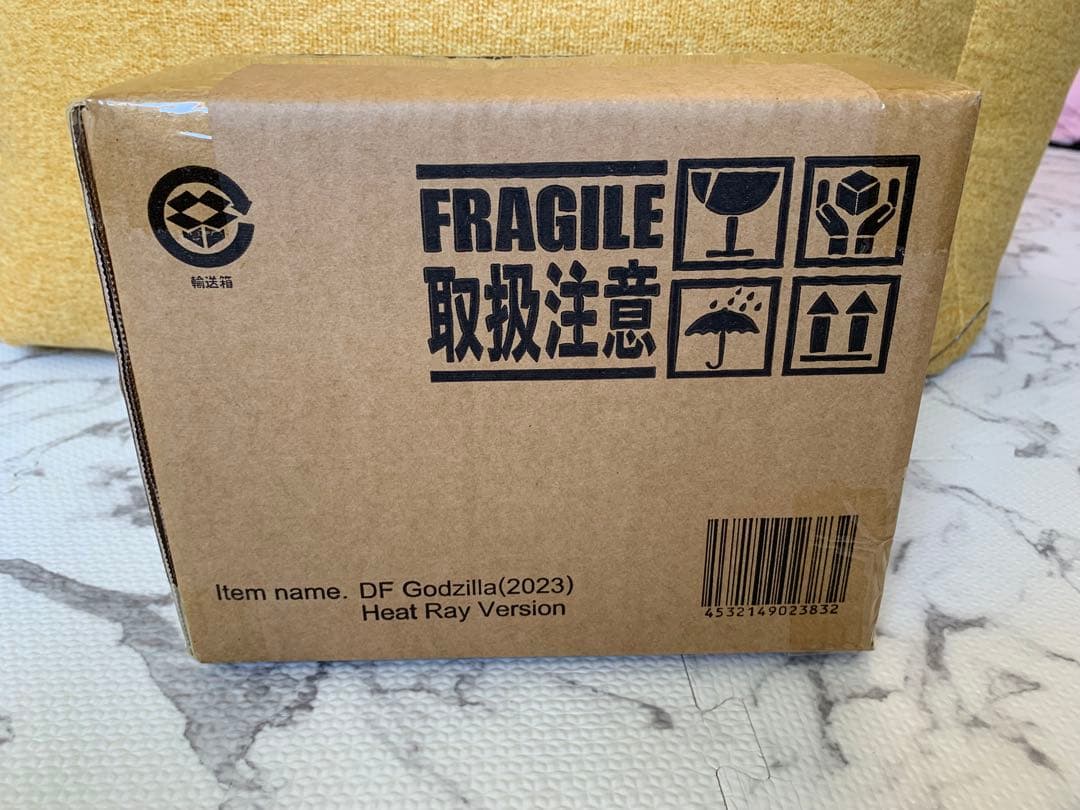 輸送箱
FRAGILE
取扱注意
Item name. DF Godzilla(2023)
Heat Ray Version
4532149023832